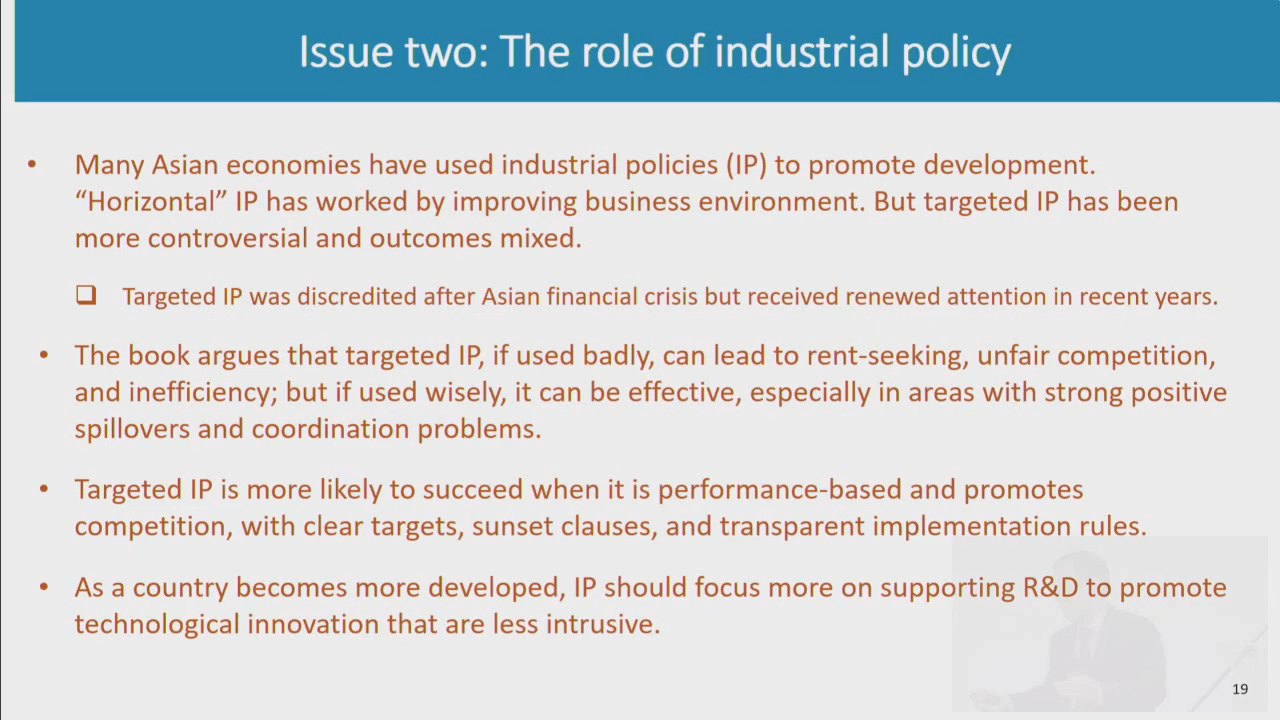 Issue two: The role of industrial policy
• Many Asian economies have used industrial policies (IP) to promote development.
“Horizontal” IP has worked by improving business environment. But targeted IP has been
more controversial and outcomes mixed.
❑ Targeted IP was discredited after Asian financial crisis but received renewed attention in recent years.
• The book argues that targeted IP, if used badly, can lead to rent-seeking, unfair competition,
and inefficiency; but if used wisely, it can be effective, especially in areas with strong positive
spillovers and coordination problems.
• Targeted IP is more likely to succeed when it is performance-based and promotes
competition, with clear targets, sunset clauses, and transparent implementation rules.
• As a country becomes more developed, IP should focus more on supporting R&D to promote
technological innovation that are less intrusive.
19